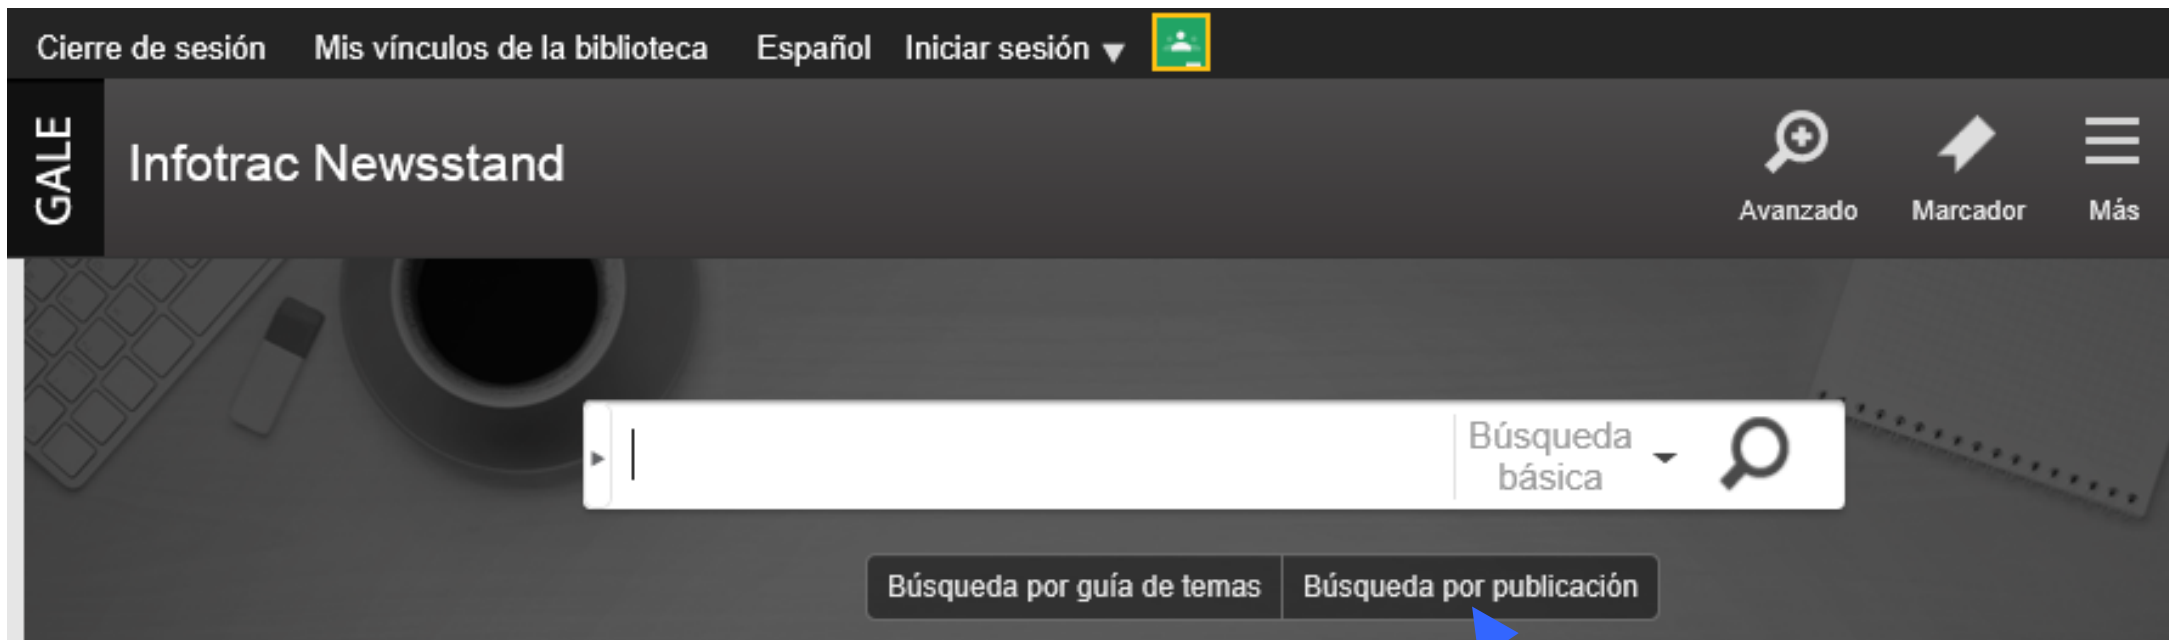 Cierre de sesión Mis vínculos de la biblioteca Español Iniciar sesión
GALE
Infotrac Newsstand
Avanzado Marcador Más
Búsqueda
básica
Búsqueda por guía de temas Búsqueda por publicación